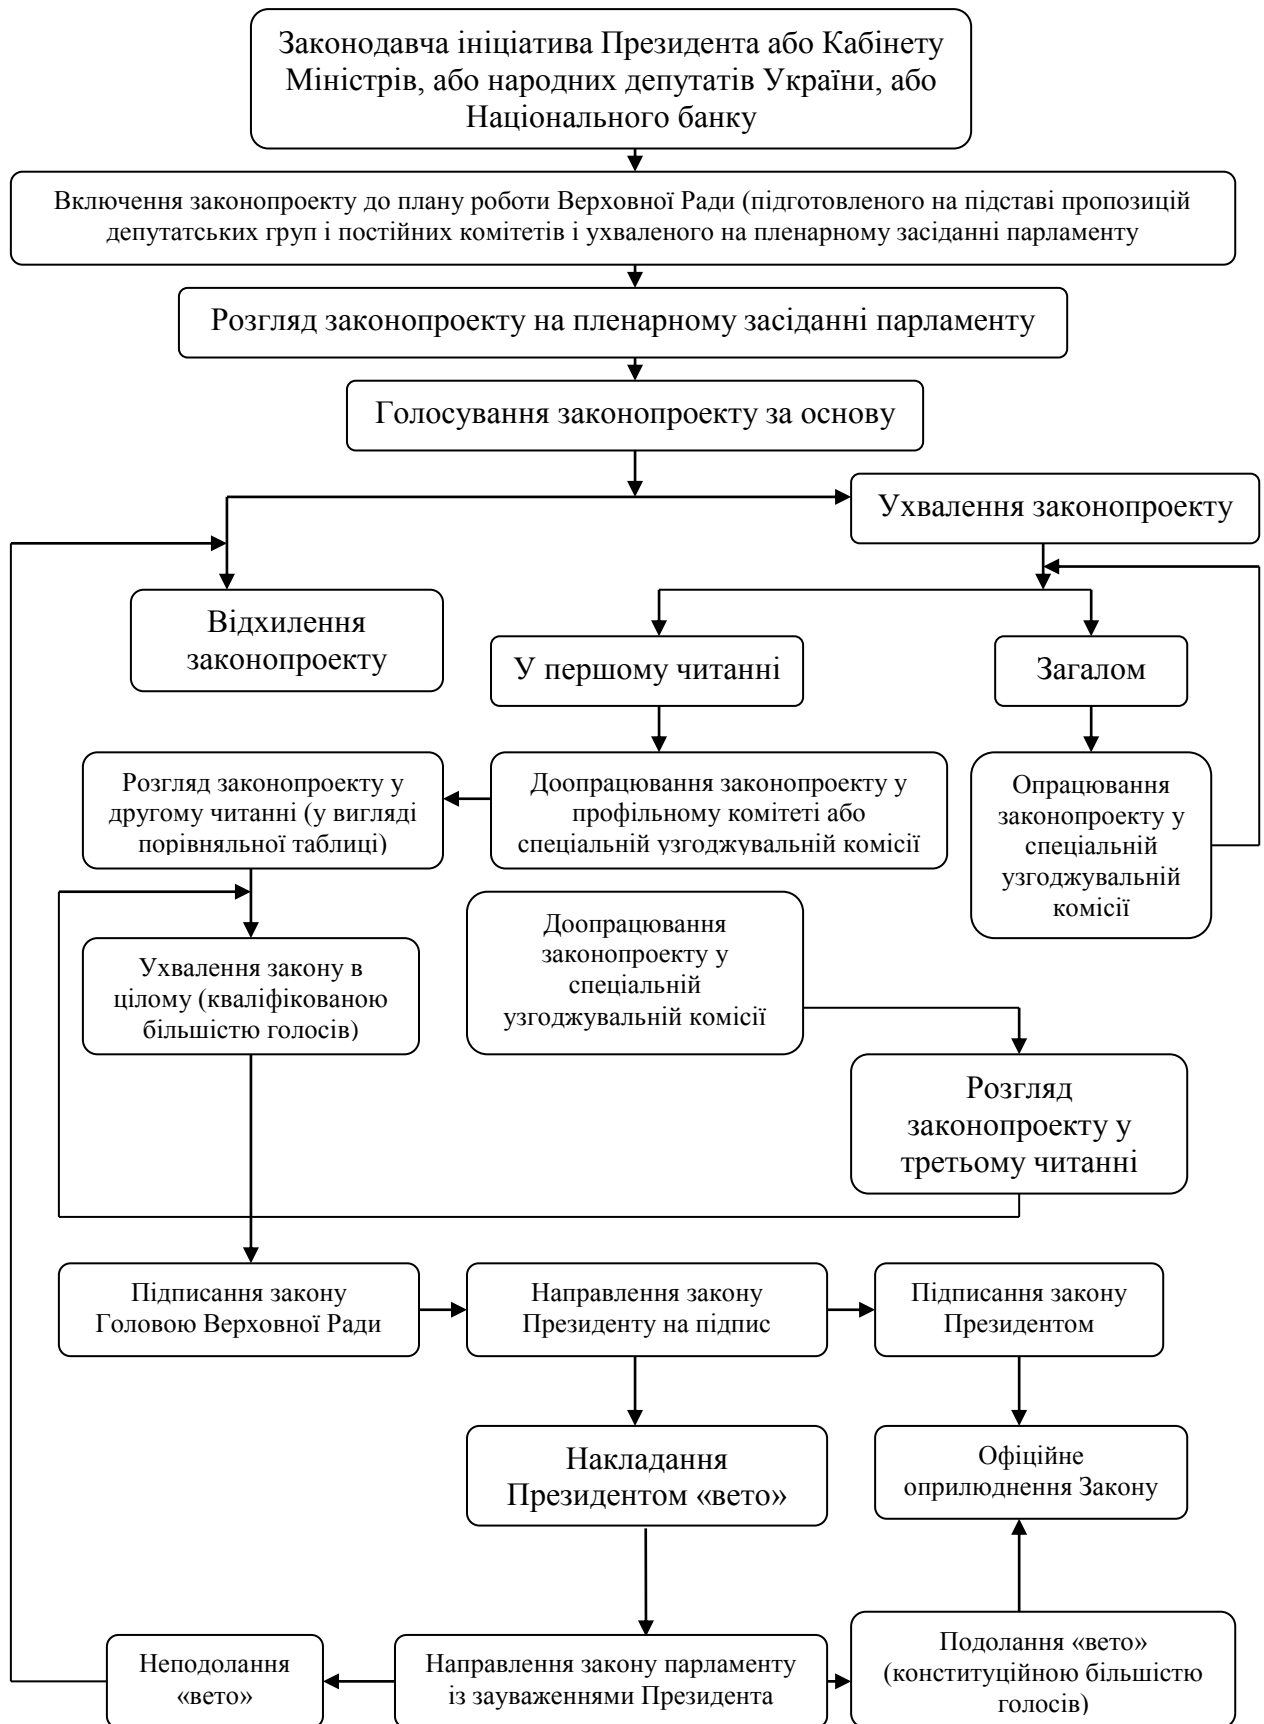 Законодавча ініціатива Президента або Кабінету
Міністрів, або народних депутатів України, або
Національного банку
Включення законопроекту до плану роботи Верховної Ради (підготовленого на підставі пропозицій
депутатських груп і постійних комітетів і ухваленого на пленарному засіданні парламенту
Розгляд законопроекту на пленарному засіданні парламенту
Голосування законопроекту за основу
Ухвалення законопроекту
Відхилення
законопроекту
У першому читанні
Загалом
Розгляд законопроекту у
другому читанні (у вигляді
порівняльної таблиці)
Доопрацювання законопроекту у
профільному комітеті або
спеціальній узгоджувальній комісії
Опрацювання
законопроекту у
спеціальній
узгоджувальній
комісії
Доопрацювання
законопроекту у
спеціальній
узгоджувальній комісії
Ухвалення закону в
цілому (кваліфікованою
більшістю голосів)
Розгляд
законопроекту у
третьому читанні
Підписання закону
Головою Верховної Ради
Направлення закону
Президенту на підпис
Підписання закону
Президентом
Накладання
Президентом «вето»
Офіційне
оприлюднення Закону
Неподолання
«вето»
Направлення закону парламенту
із зауваженнями Президента
Подолання «вето»
(конституційною більшістю
голосів)